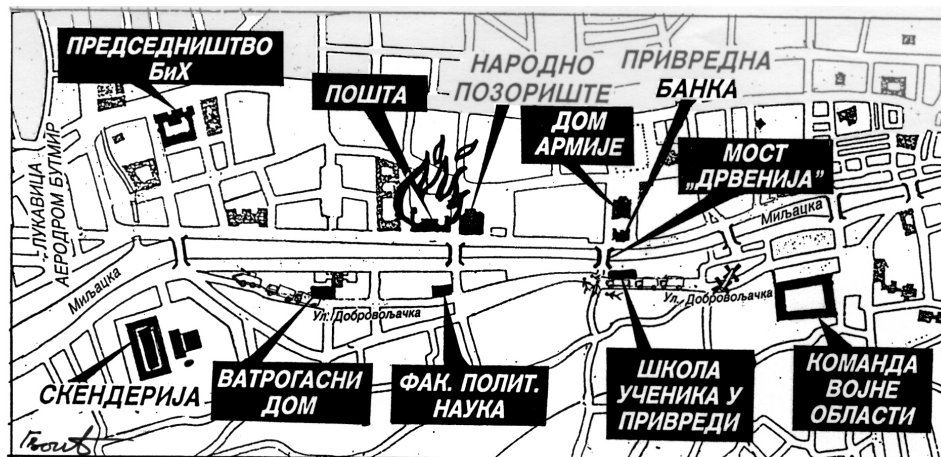 ПРЕДСЕДНИШТВО
БиХ
ПОШТА
НАРОДНО
ПОЗОРИШТЕ
ПРИВРЕДНА
БАНКА
ДОМ
АРМИЈЕ
МОСТ
„ДРВЕНИЈА”
Миљацка
ЛУКАВИЦА
АЕРОДРОМ БУТМИР
Миљацка
Ул. Добровољачка
Ул. Добровољачка
СКЕНДЕРИЈА
ВАТРОГАСНИ
ДОМ
ФАК. ПОЛИТ.
НАУКА
ШКОЛА
УЧЕНИКА У
ПРИВРЕДИ
КОМАНДА
ВОЈНЕ
ОБЛАСТИ